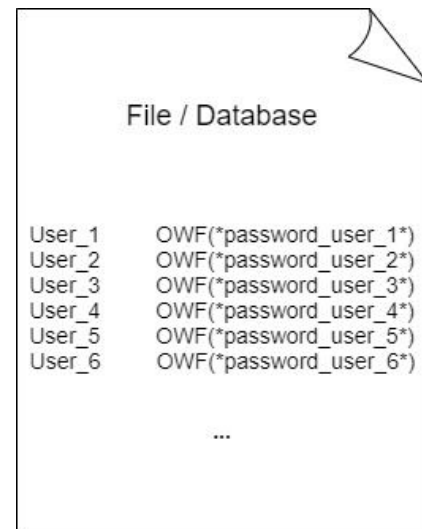 File / Database
User_1 OWF(*password_user_1*)
User_2 OWF(*password_user_2*)
User_3 OWF(*password_user_3*)
User_4 OWF(*password_user_4*)
User_5 OWF(*password_user_5*)
User_6 OWF(*password_user_6*)
...